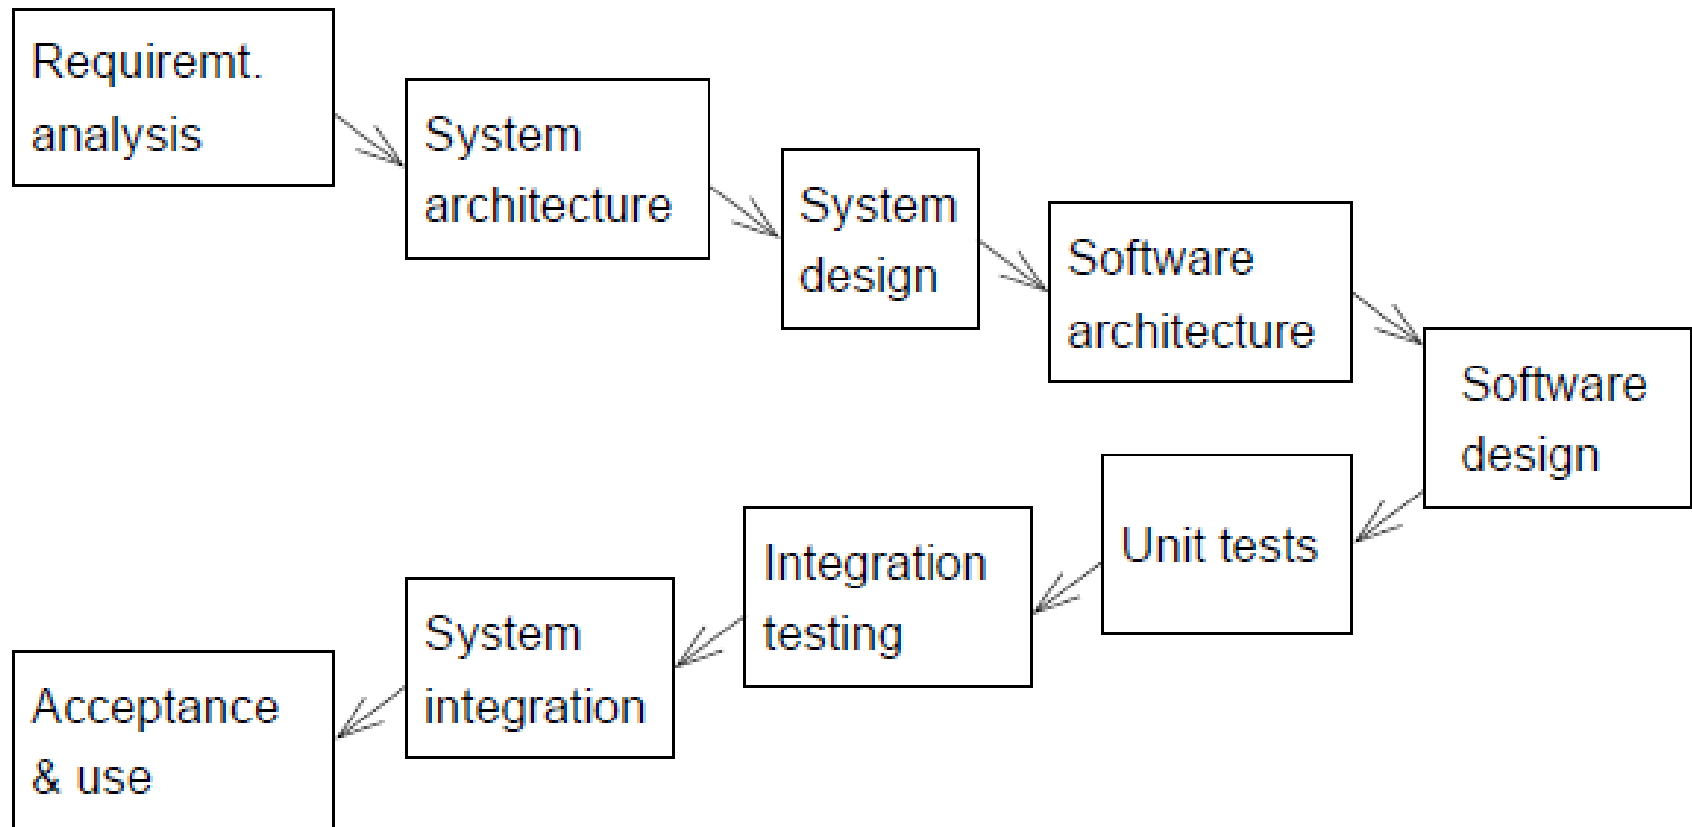 Requiremt.
analysis
System
architecture
System
design
Software
architecture
Software
design
Unit tests
Integration
testing
System
integration
Acceptance
& use